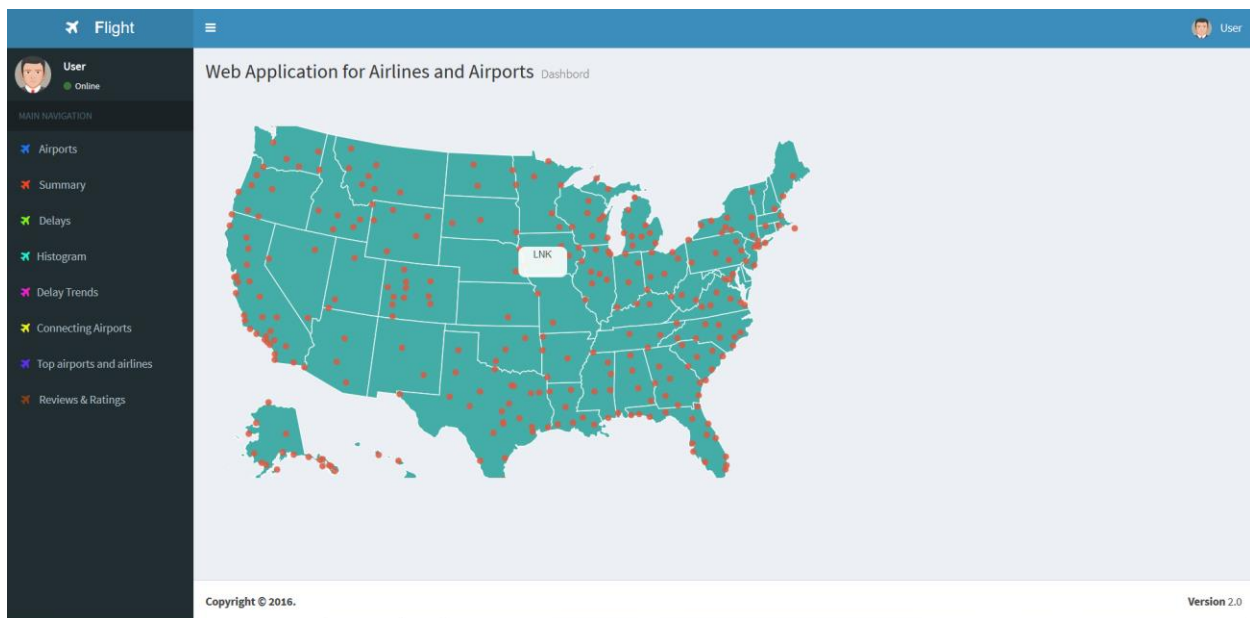 Flight
User
User
Online
MAIN NAVIGATION
Airports
Summary
Delays
Histogram
Delay Trends
Connecting Airports
Top airports and airlines
Reviews & Ratings
Web Application for Airlines and Airports Dashbord
LNK
Copyright © 2016.
Version 2.0